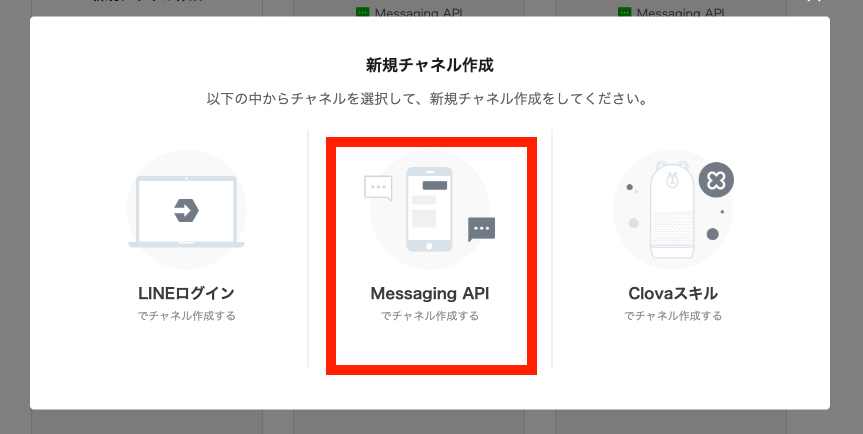 Messaging API
Messaging API
新規チャネル作成
以下の中からチャネルを選択して、新規チャネル作成をしてください。
LINEログイン
でチャネル作成する
Messaging API
でチャネル作成する
Clovaスキル
でチャネル作成する